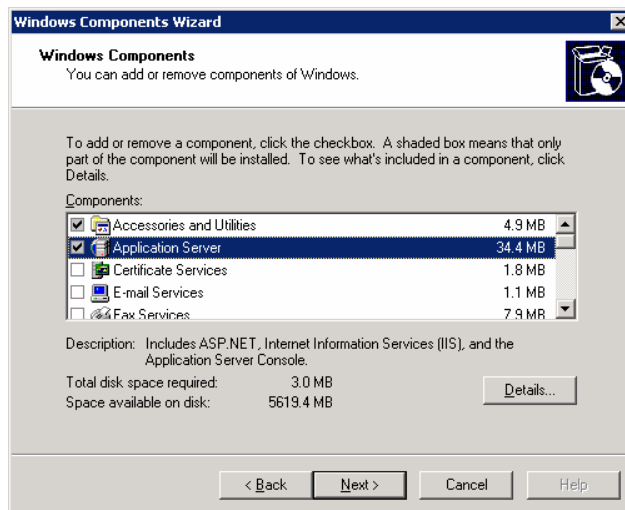 Windows Components Wizard
Windows Components
You can add or remove components of Windows.
To add or remove a component, click the checkbox. A shaded box means that only
part of the component will be installed. To see what's included in a component, click
Details.
Components:
Accessories and Utilities 4.9 MB
Application Server 34.4 MB
Certificate Services 1.8 MB
E-mail Services 1.1 MB
Fax Services 7.9 MB
Description: Includes ASP.NET, Internet Information Services (IIS), and the
Application Server Console.
Total disk space required: 3.0 MB
Space available on disk: 5619.4 MB
Details...
< Back Next > Cancel Help